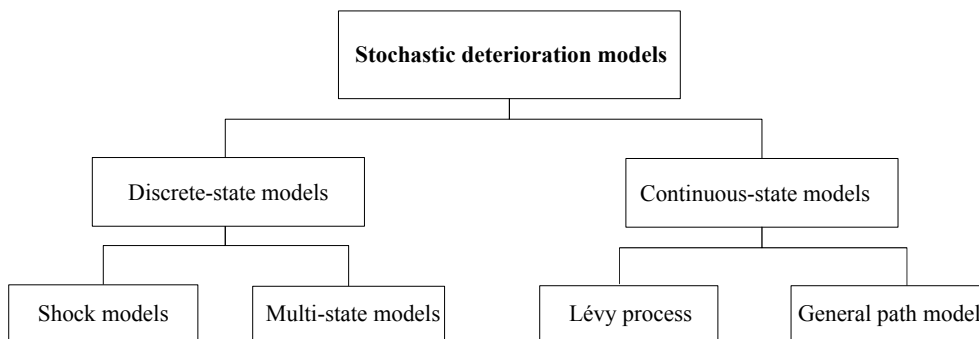 Stochastic deterioration models
Discrete-state models
Continuous-state models
Shock models
Multi-state models
Lévy process
General path model